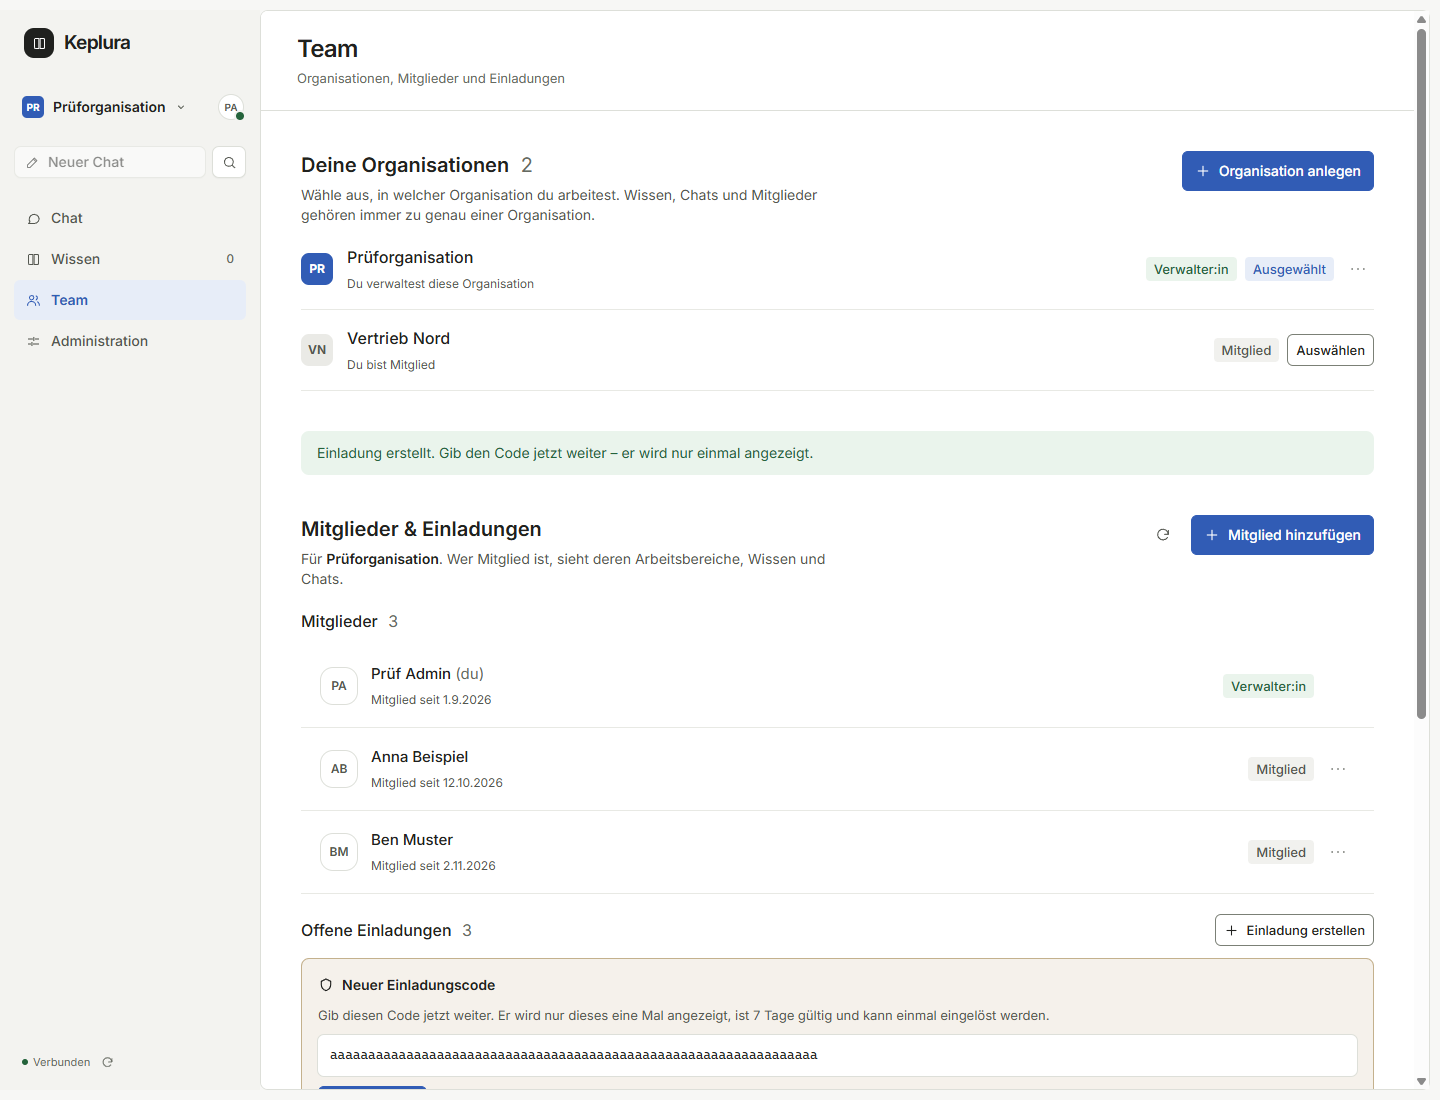 Keplura
PR Prüforganisation PA
Neuer Chat
Chat
Wissen 0
Team
Administration
Verbunden
Team
Organisationen, Mitglieder und Einladungen
Deine Organisationen 2
Organisation anlegen
Wähle aus, in welcher Organisation du arbeitest. Wissen, Chats und Mitglieder
gehören immer zu genau einer Organisation.
PR Prüforganisation
Du verwaltest diese Organisation
Verwalter:in Ausgewählt ...
VN Vertrieb Nord
Du bist Mitglied
Mitglied Auswählen
Einladung erstellt. Gib den Code jetzt weiter – er wird nur einmal angezeigt.
Mitglieder & Einladungen
Mitglied hinzufügen
Für Prüforganisation. Wer Mitglied ist, sieht deren Arbeitsbereiche, Wissen und
Chats.
Mitglieder 3
PA Prüf Admin (du)
Mitglied seit 1.9.2026
Verwalter:in
AB Anna Beispiel
Mitglied seit 12.10.2026
Mitglied ...
BM Ben Muster
Mitglied seit 2.11.2026
Mitglied ...
Offene Einladungen 3
Einladung erstellen
Neuer Einladungscode
Gib diesen Code jetzt weiter. Er wird nur dieses eine Mal angezeigt, ist 7 Tage gültig und kann einmal eingelöst werden.
aaaaaaaaaaaaaaaaaaaaaaaaaaaaaaaaaaaaaaaaaaaaaaaaaaaaaaaaaaaaaaaa